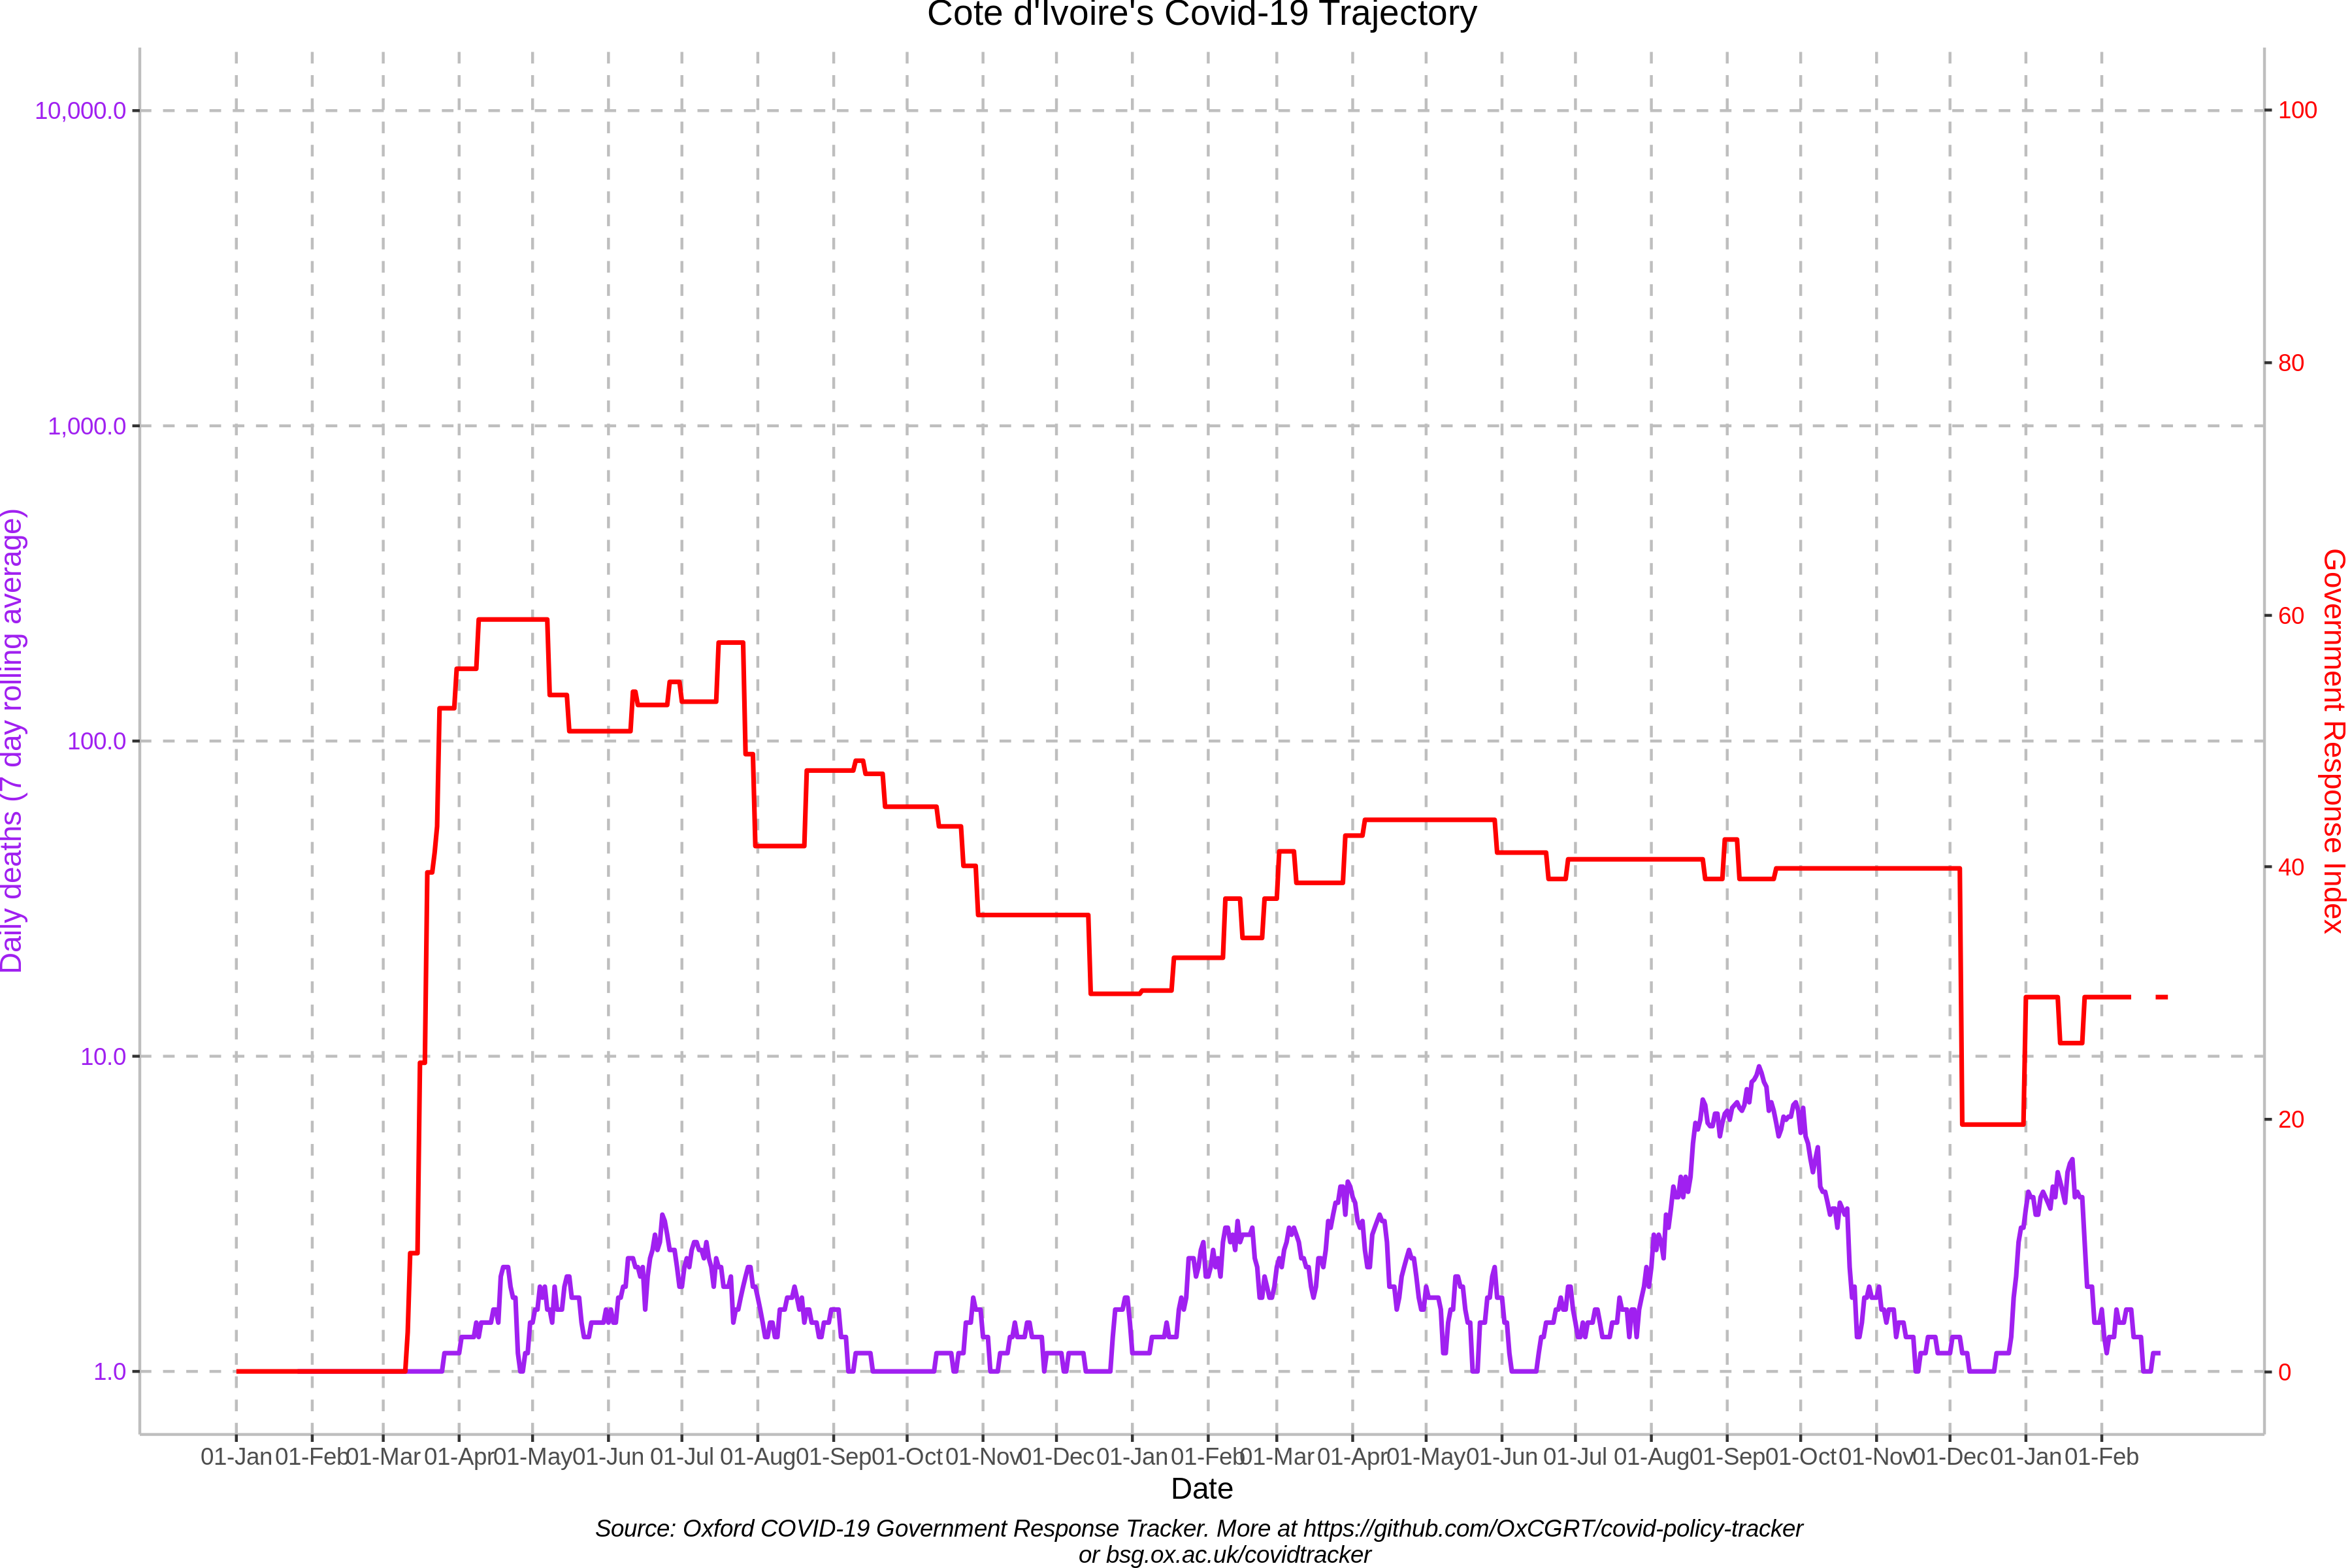 Cote d'Ivoire's Covid-19 Trajectory
10,000.0
1,000.0
100.0
10.0
1.0
Daily deaths (7 day rolling average)
100
80
60
40
20
0
Government Response Index
01-Jan 01-Feb 01-Mar 01-Apr 01-May 01-Jun 01-Jul 01-Aug 01-Sep 01-Oct 01-Nov 01-Dec 01-Jan 01-Feb 01-Mar 01-Apr 01-May 01-Jun 01-Jul 01-Aug 01-Sep 01-Oct 01-Nov 01-Dec 01-Jan 01-Feb
Date
Source: Oxford COVID-19 Government Response Tracker. More at https://github.com/OxCGRT/covid-policy-tracker
or bsg.ox.ac.uk/covidtracker